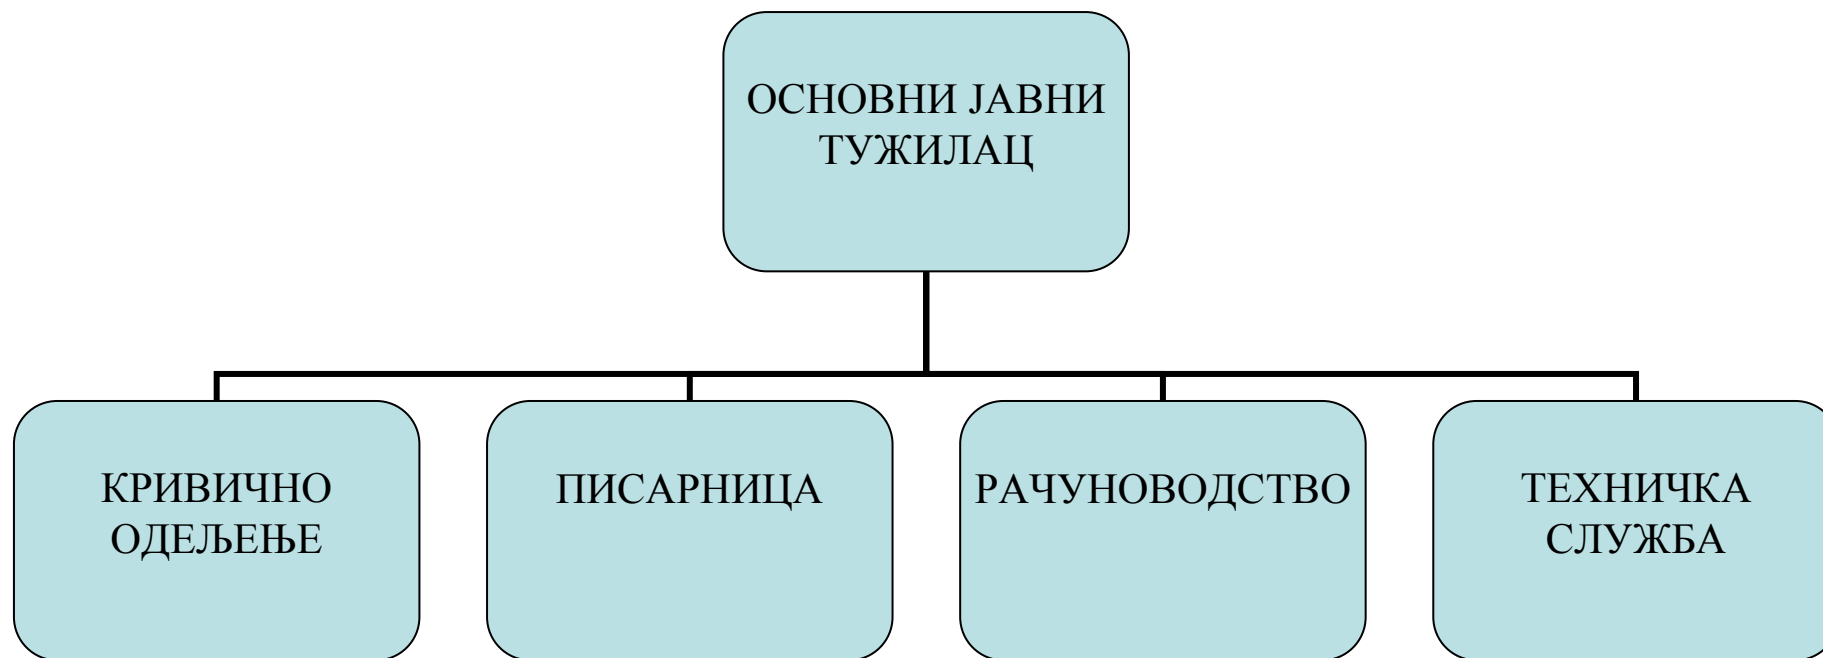 ОСНОВНИ ЈАВНИ
ТУЖИЛАЦ
КРИВИЧНО
ОДЕЉЕЊЕ
ПИСАРНИЦА
РАЧУНОВОДСТВО
ТЕХНИЧКА
СЛУЖБА